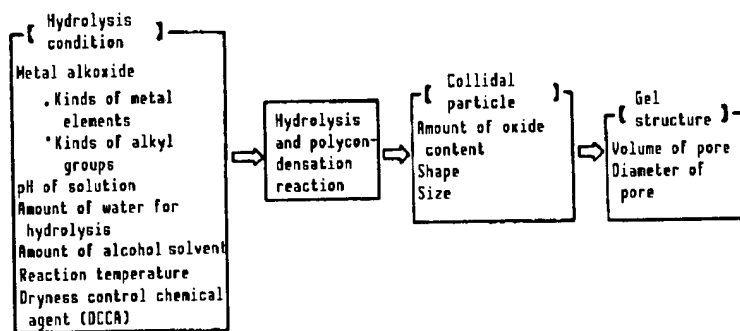 [ Hydrolysis
condition ]
Metal alkoxide
. Kinds of metal
elements
° Kinds of alkyl
groups
pH of solution
Amount of water for
hydrolysis
Amount of alcohol solvent
Reaction temperature
Dryness control chemical
agent (DCCA)
Hydrolysis
and polycon-
densation
reaction
[ Collidal
particle ]
Amount of oxide
content
Shape
Size
[ Gel
structure ]
Volume of pore
Diameter of
pore